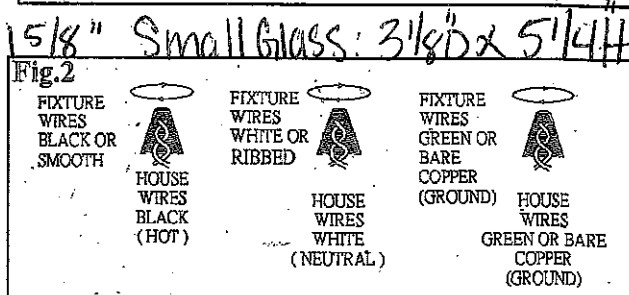 15/8" Small Glass: 3 1/8"D x 5 1/4"H
Fig.2
FIXTURE
WIRES
BLACK OR
SMOOTH
HOUSE
WIRES
BLACK
(HOT)
FIXTURE
WIRES
WHITE OR
RIBBED
HOUSE
WIRES
WHITE
(NEUTRAL)
FIXTURE
WIRES
GREEN OR
BARE
COPPER
(GROUND)
HOUSE
WIRES
GREEN OR BARE
COPPER
(GROUND)